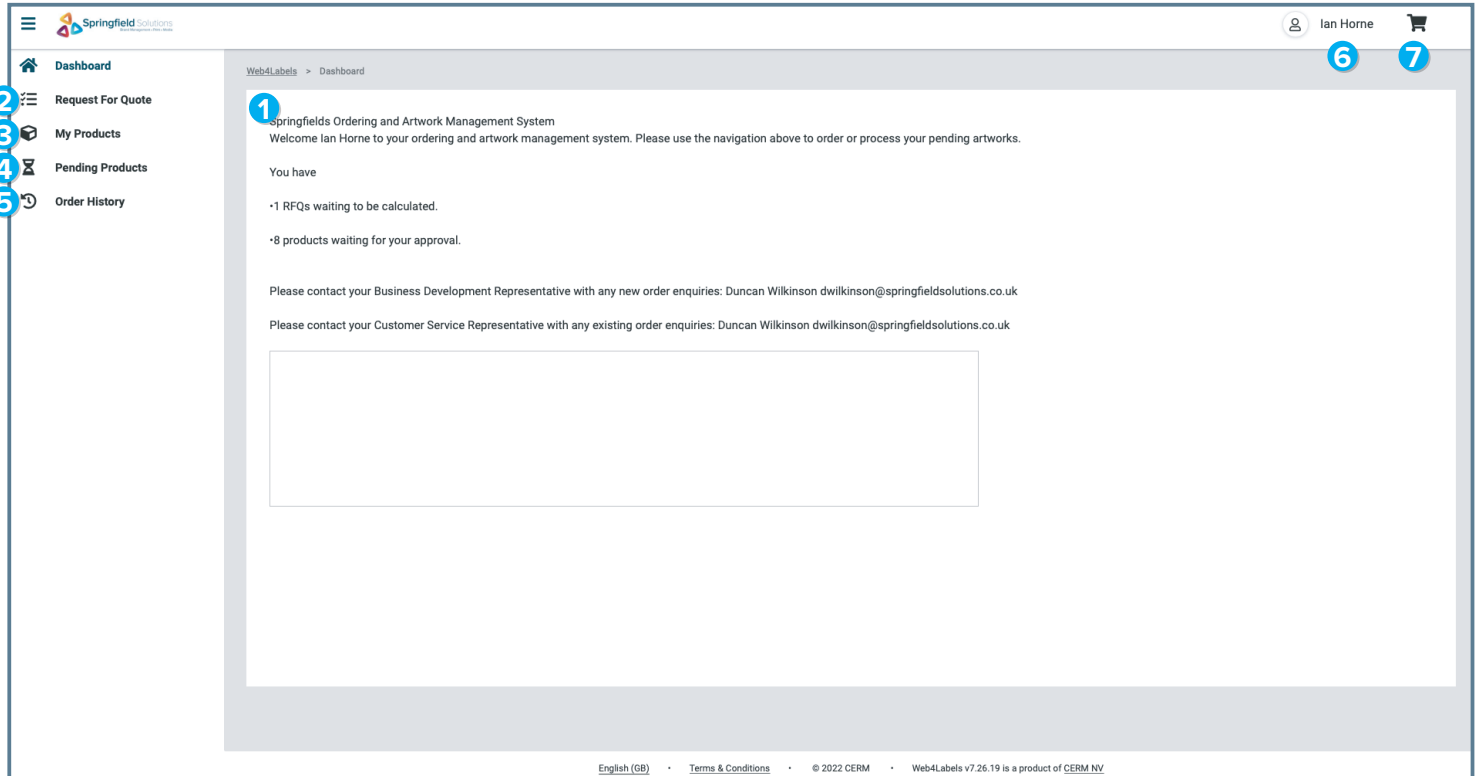 Springfield Solutions
Ian Horne
6
7
Dashboard
2
Request For Quote
3
My Products
4
Pending Products
5
Order History
Web4Labels > Dashboard
1
Springfields Ordering and Artwork Management System
Welcome Ian Horne to your ordering and artwork management system. Please use the navigation above to order or process your pending artworks.
You have
•1 RFQs waiting to be calculated.
•8 products waiting for your approval.
Please contact your Business Development Representative with any new order enquiries: Duncan Wilkinson dwilkinson@springfieldsolutions.co.uk
Please contact your Customer Service Representative with any existing order enquiries: Duncan Wilkinson dwilkinson@springfieldsolutions.co.uk
English (GB) • Terms & Conditions • © 2022 CERM • Web4Labels v7.26.19 is a product of CERM NV